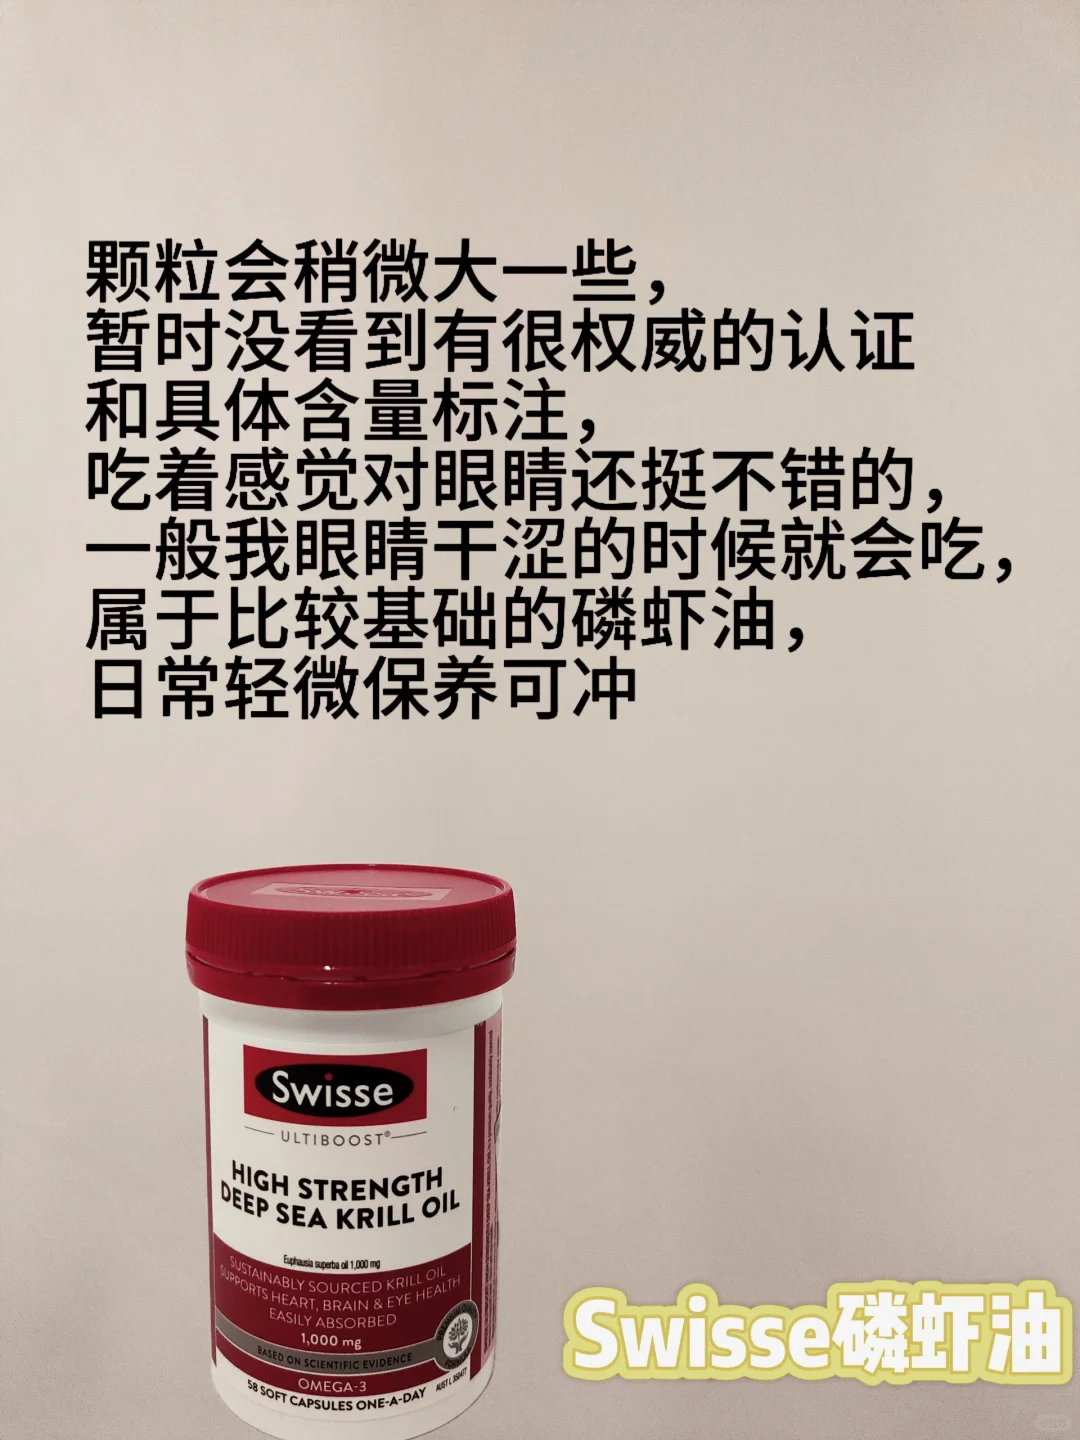 颗粒会稍微大一些，
暂时没看到有很权威的认证
和具体含量标注，
吃着感觉对眼睛还挺不错的，
一般我眼睛干涩的时候就会吃，
属于比较基础的磷虾油，
日常轻微保养可冲
Swisse
ULTIBOOST®
HIGH STRENGTH
DEEP SEA KRILL OIL
Euphausia superba oil 1,000 mg
SUSTAINABLY SOURCED KRILL OIL
SUPPORTS HEART, BRAIN & EYE HEALTH
EASILY ABSORBED
1,000 mg
BASED ON SCIENTIFIC EVIDENCE
OMEGA-3
58 SOFT CAPSULES ONE-A-DAY
Swisse磷虾油